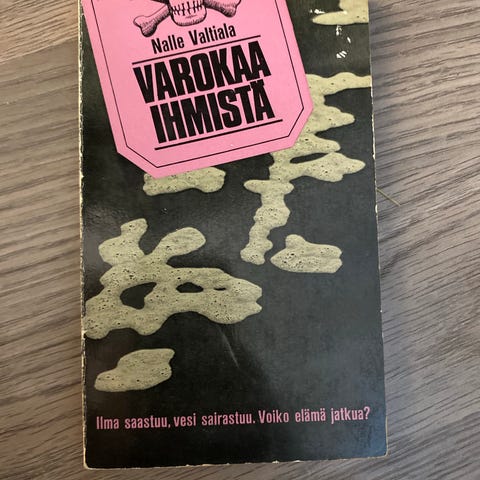 Nalle Valtiala
VAROKAA
IHMISTÄ
Ilma saastuu, vesi sairastuu. Voiko elämä jatkua?